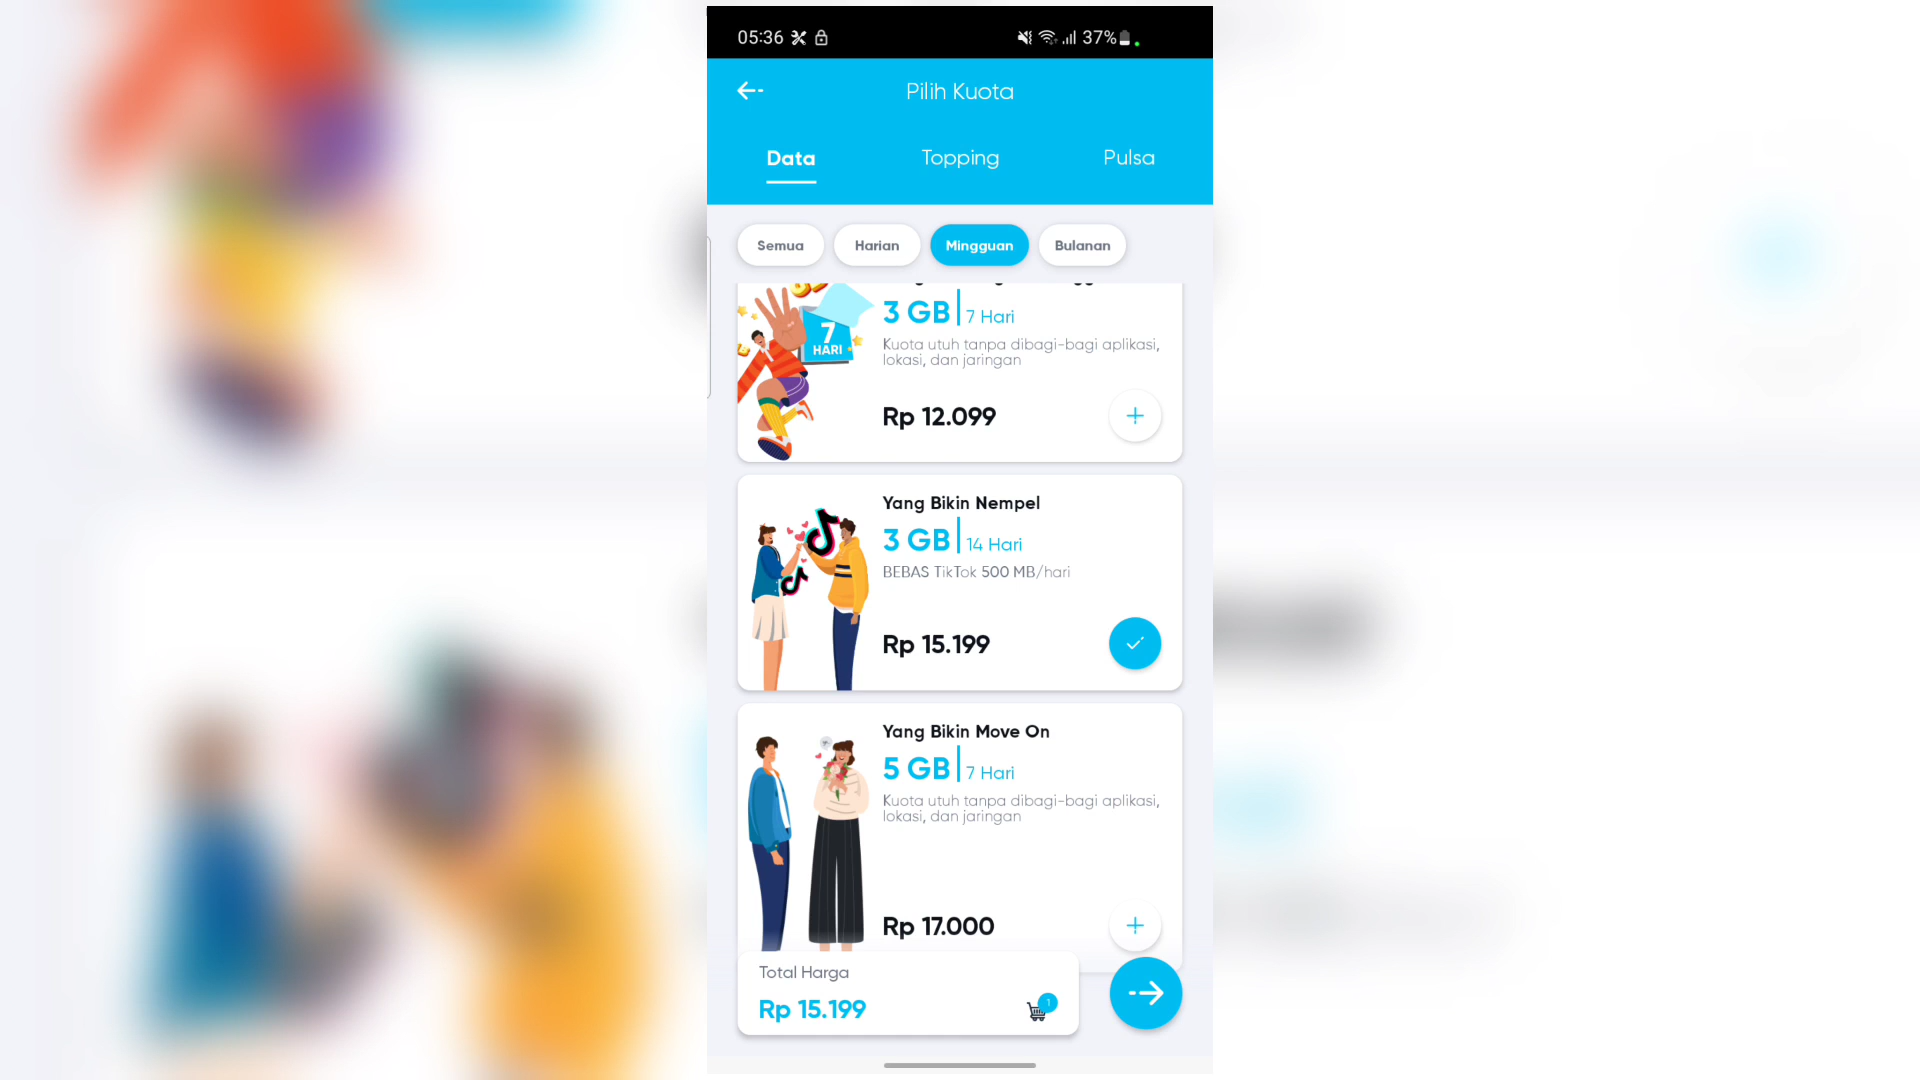 05:36
37%
Pilih Kuota
Data
Topping
Pulsa
Semua
Harian
Mingguan
Bulanan
7
HARI
3 GB
7 Hari
Kuota utuh tanpa dibagi-bagi aplikasi,
lokasi, dan jaringan
Rp 12.099
Yang Bikin Nempel
3 GB
14 Hari
BEBAS TikTok 500 MB/hari
Rp 15.199
Yang Bikin Move On
5 GB
7 Hari
Kuota utuh tanpa dibagi-bagi aplikasi,
lokasi, dan jaringan
Rp 17.000
Total Harga
Rp 15.199
1